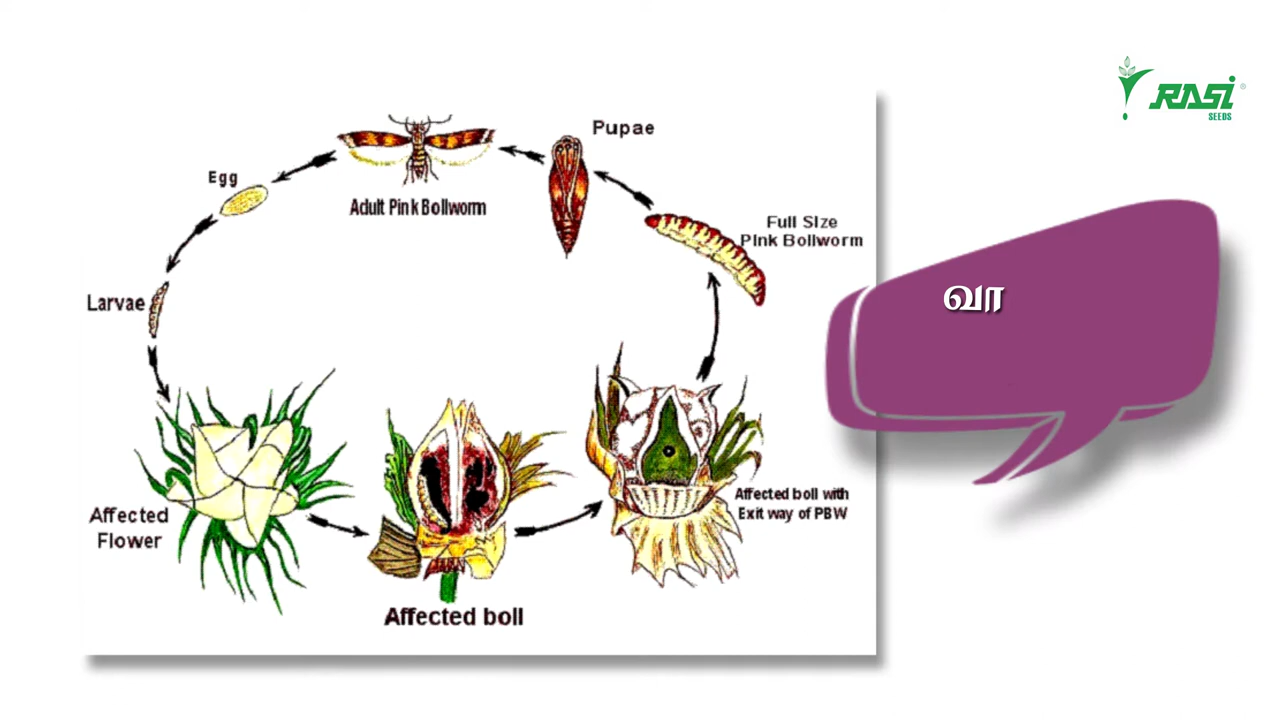 RASI
SEEDS
Pupae
Egg
Adult Pink Bollworm
Full Size
Pink Bollworm
வா
Larvae
Affected boll with
Exit way of PBW
Affected
Flower
Affected boll